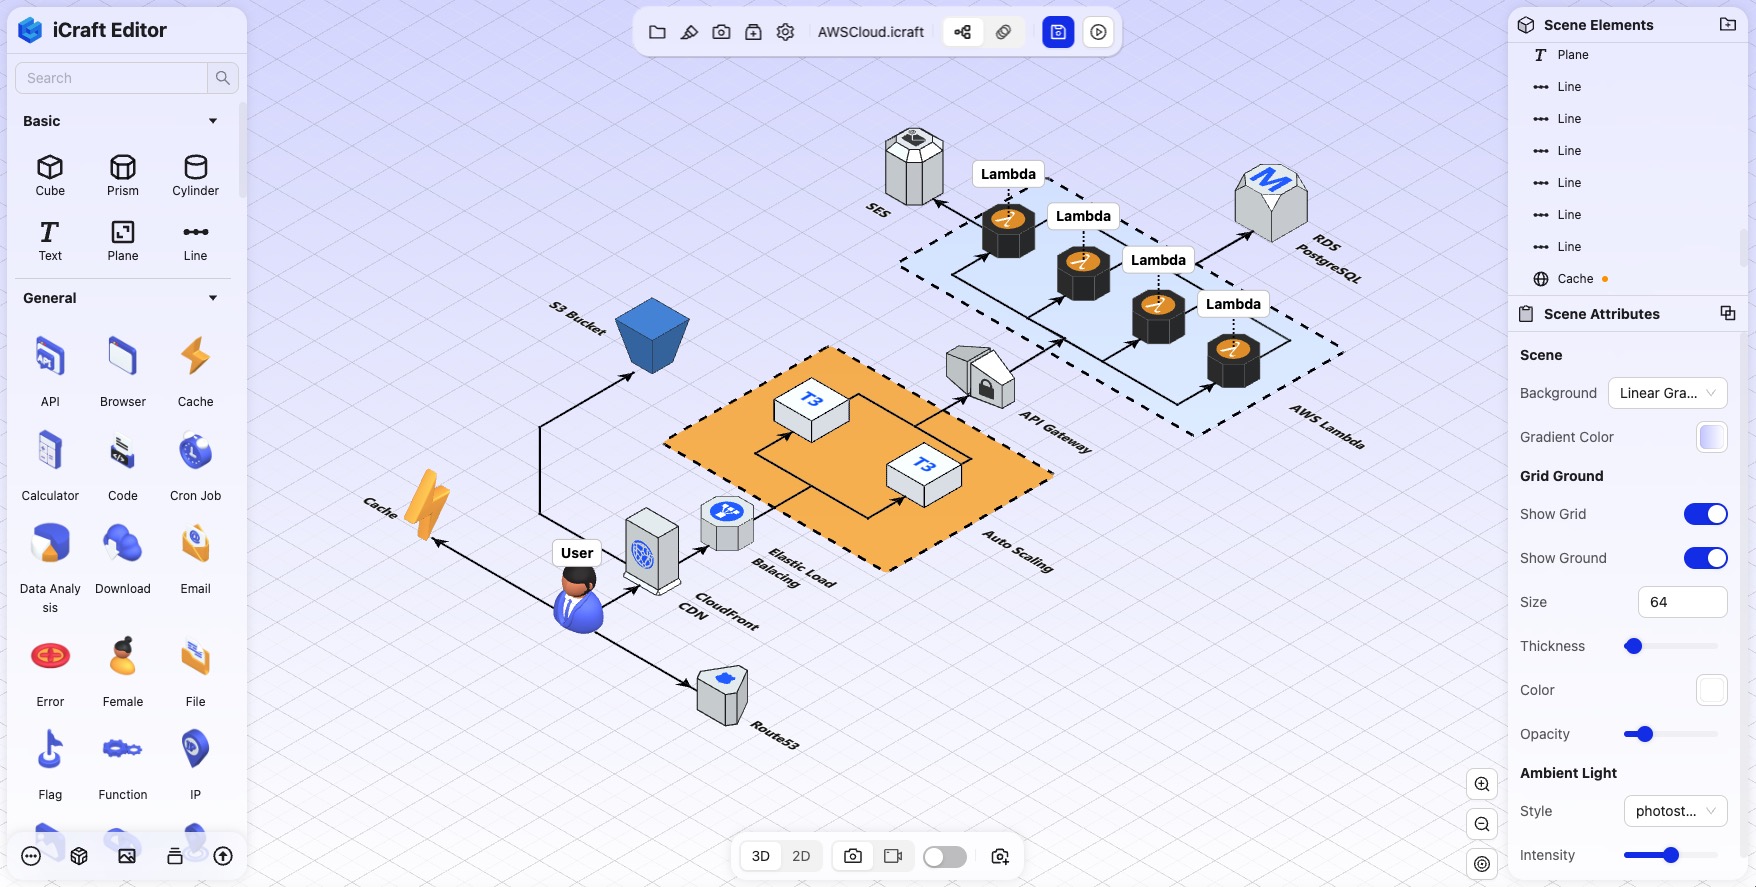 iCraft Editor
Search
Basic
Cube
Prism
Cylinder
Text
Plane
Line
General
API
Browser
Cache
Calculator
Code
Cron Job
Data Analy
sis
Download
Email
Error
Female
File
Flag
Function
IP
AWSCloud.icraft
SES
Lambda
Lambda
Lambda
Lambda
RDS
PostgreSQL
S3 Bucket
T3
T3
API Gateway
AWS Lambda
Cache
User
Elastic Load
Balacing
Auto Scaling
CloudFront
CDN
Route53
3D
2D
Scene Elements
Plane
Line
Line
Line
Line
Line
Line
Cache
Scene Attributes
Scene
Background
Linear Gra...
Gradient Color
Grid Ground
Show Grid
Show Ground
Size
64
Thickness
Color
Opacity
Ambient Light
Style
photost...
Intensity